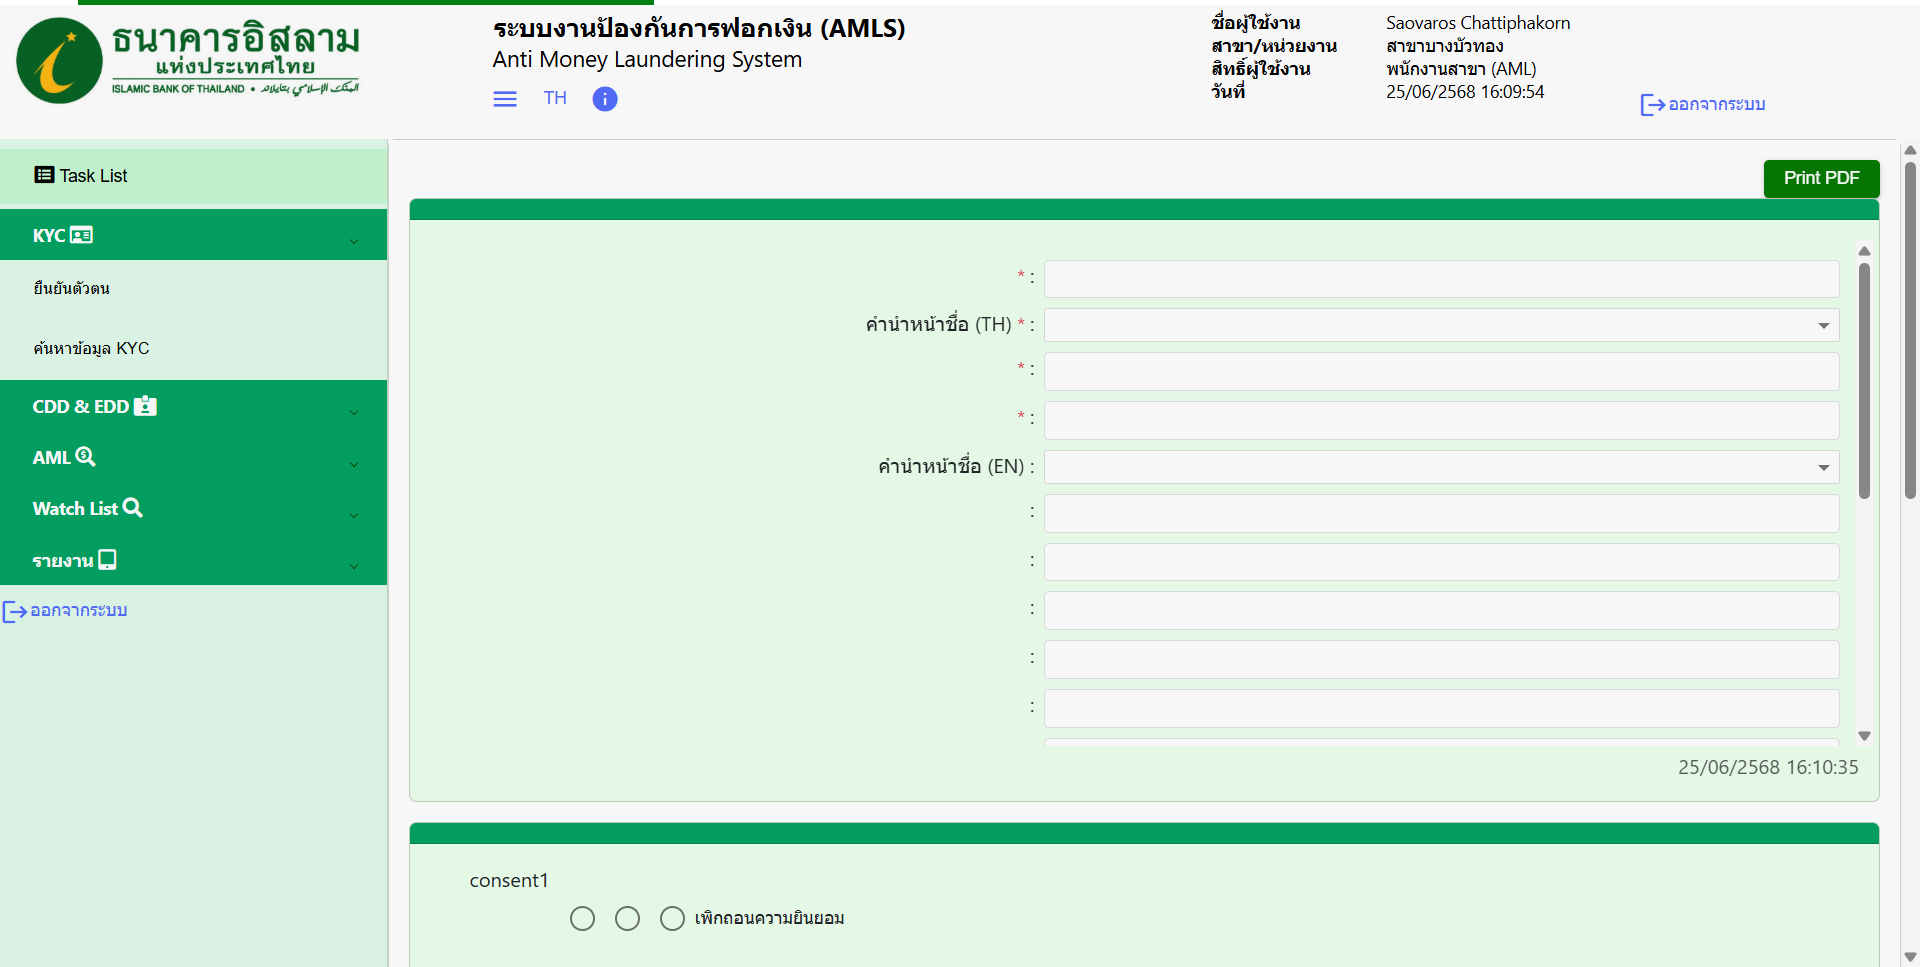 ธนาคารอิสลาม
แห่งประเทศไทย
ISLAMIC BANK OF THAILAND •
ระบบงานป้องกันการฟอกเงิน (AMLS)
Anti Money Laundering System
TH
ชื่อผู้ใช้งาน Saovaros Chattiphakorn
สาขา/หน่วยงาน สาขาบางบัวทอง
สิทธิ์ผู้ใช้งาน พนักงานสาขา (AML)
วันที่ 25/06/2568 16:09:54
ออกจากระบบ
Task List
KYC
ยืนยันตัวตน
ค้นหาข้อมูล KYC
CDD & EDD
AML
Watch List
รายงาน
ออกจากระบบ
Print PDF
* :
คำนำหน้าชื่อ (TH) * :
* :
* :
คำนำหน้าชื่อ (EN) :
:
:
:
:
:
25/06/2568 16:10:35
consent1
เพิกถอนความยินยอม